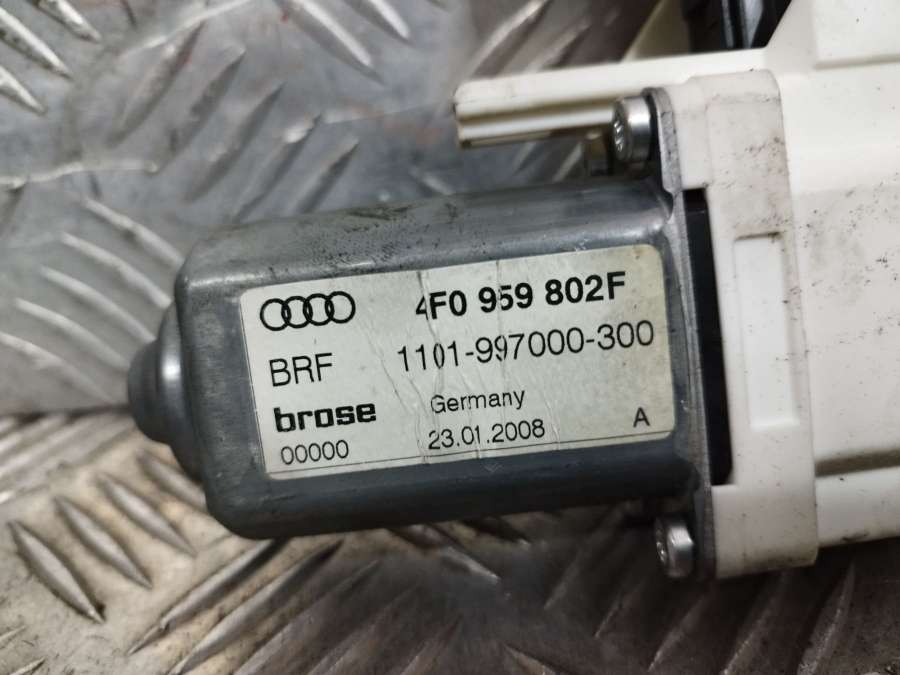 4F0 959 802F
BRF 1101-997000-300
brose Germany
00000 23.01.2008 A